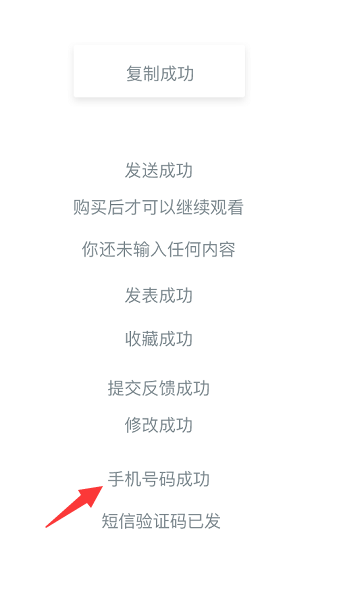 复制成功
发送成功
购买后才可以继续观看
你还未输入任何内容
发表成功
收藏成功
提交反馈成功
修改成功
手机号码成功
短信验证码已发